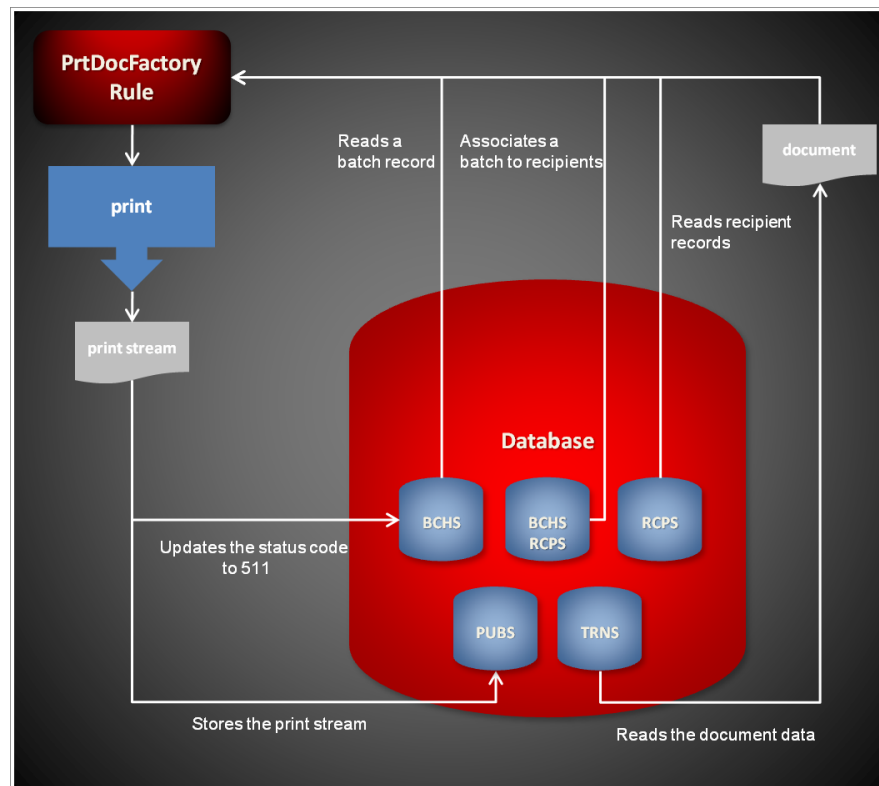 PrtDocFactory
Rule
Reads a
batch record
Associates a
batch to recipients
document
print
Reads recipient
records
print stream
Database
BCHS
BCHS
RCPS
RCPS
Updates the status code
to 511
PUBS
TRNS
Stores the print stream
Reads the document data